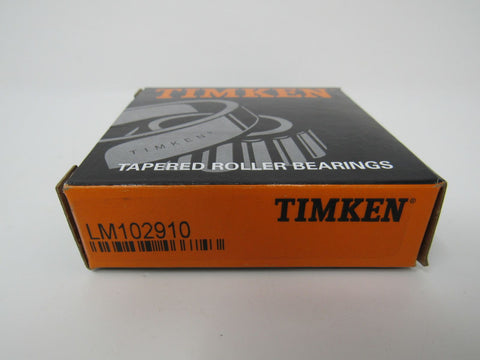 TIMKEN
TIMKEN®
TAPERED ROLLER BEARINGS
LM102910
TIMKEN®